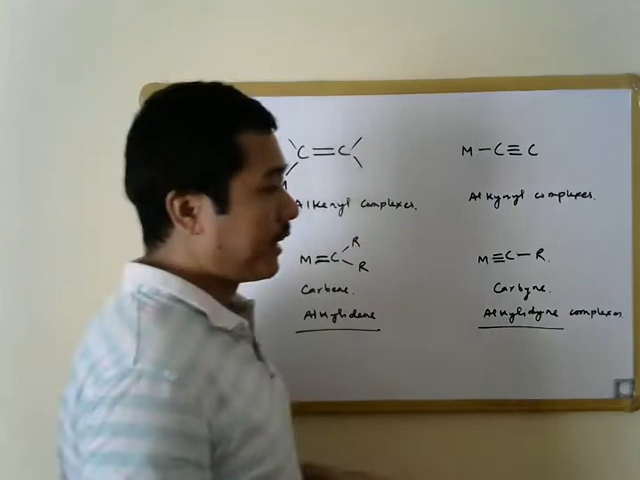 C = C
M - C ≡ C
M
Alkenyl complexes.
Alkynyl complexes.
R
M = C
R
M ≡ C - R.
Carbene.
Carbyne.
Alkylidene
Alkylidyne complexes